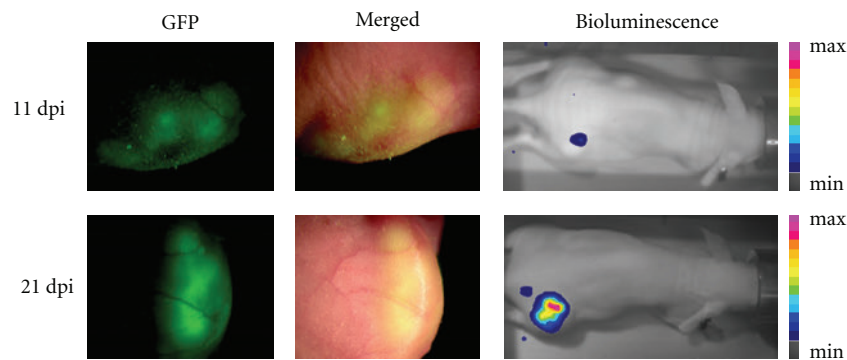 GFP
Merged
Bioluminescence
11 dpi
max
min
21 dpi
max
min